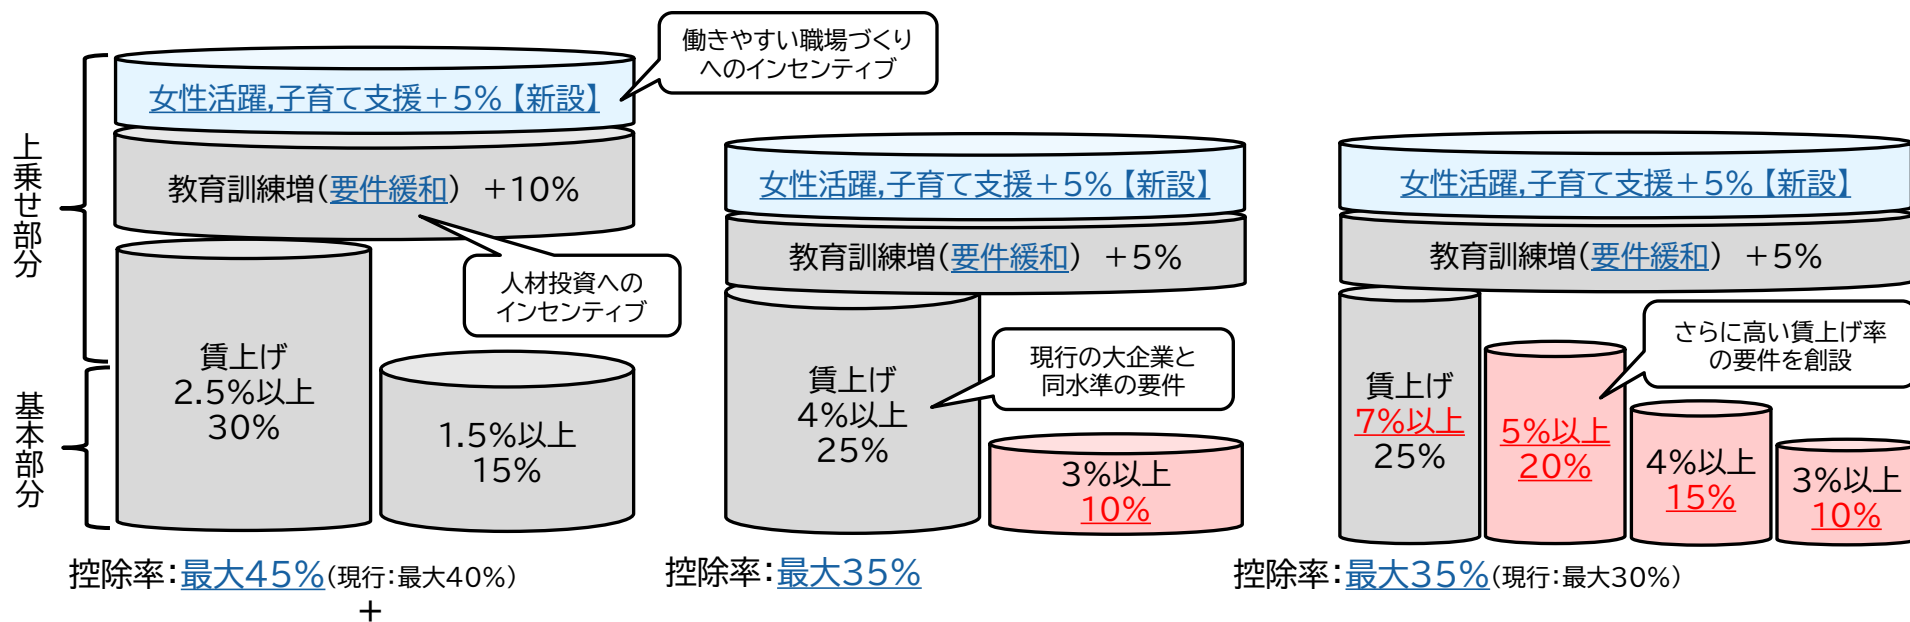 上乗せ部分
基本部分
働きやすい職場づくり
へのインセンティブ
女性活躍,子育て支援+5%【新設】
教育訓練増(要件緩和) +10%
人材投資への
インセンティブ
賃上げ
2.5%以上
30%
1.5%以上
15%
控除率:最大45%(現行:最大40%)
+
女性活躍,子育て支援+5%【新設】
教育訓練増(要件緩和) +5%
現行の大企業と
同水準の要件
賃上げ
4%以上
25%
3%以上
10%
控除率:最大35%
女性活躍,子育て支援+5%【新設】
教育訓練増(要件緩和) +5%
さらに高い賃上げ率
の要件を創設
賃上げ
7%以上
25%
5%以上
20%
4%以上
15%
3%以上
10%
控除率:最大35%(現行:最大30%)